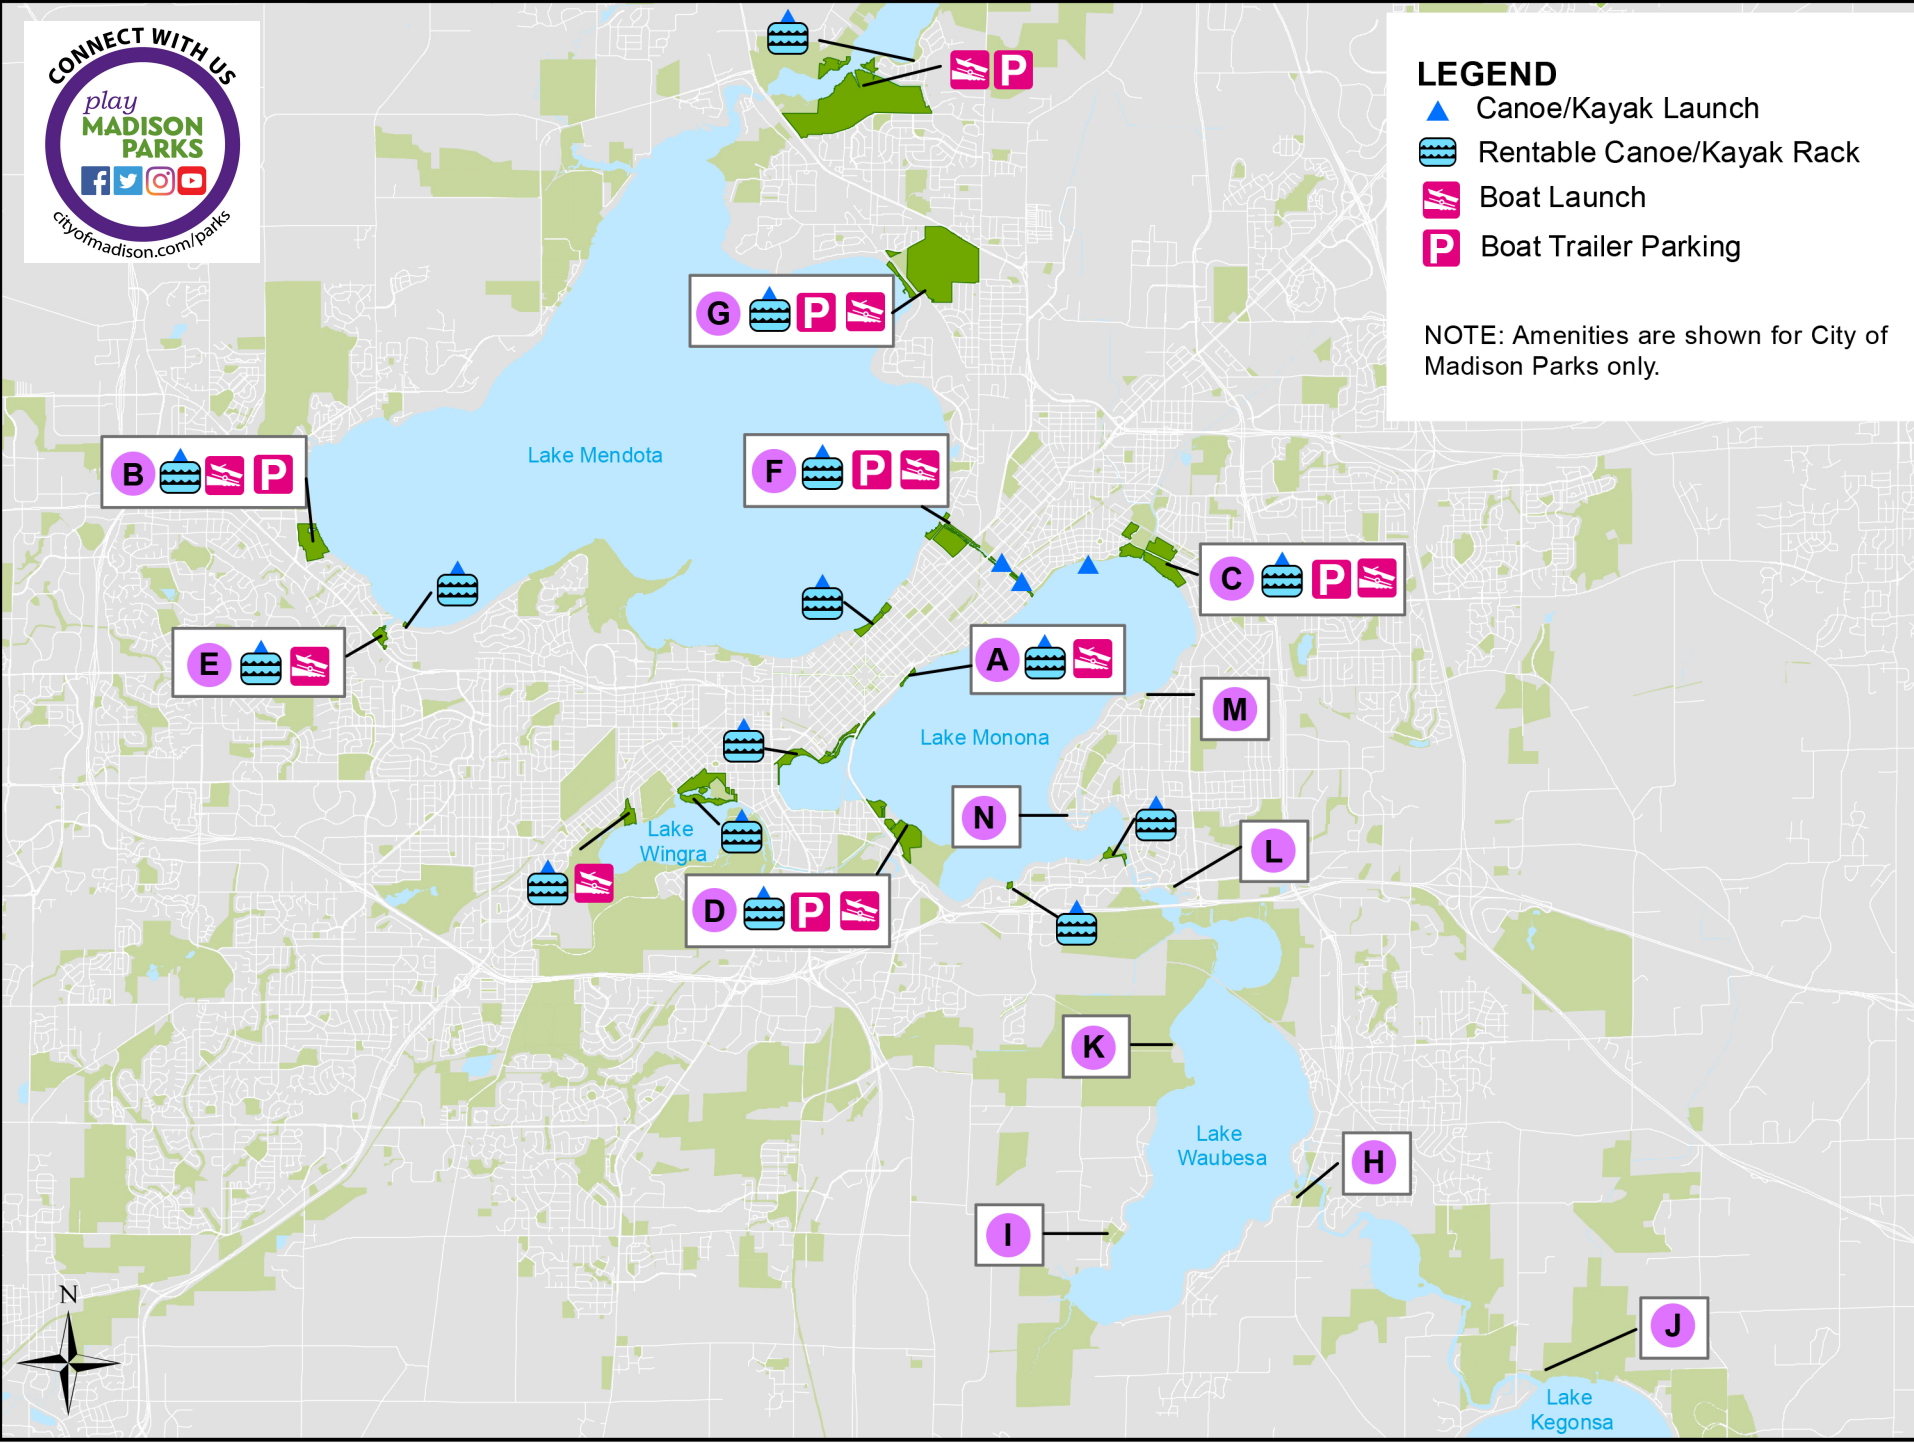 CONNECT WITH US
play
MADISON
PARKS
cityofmadison.com/parks
LEGEND
Canoe/Kayak Launch
Rentable Canoe/Kayak Rack
Boat Launch
P Boat Trailer Parking
NOTE: Amenities are shown for City of
Madison Parks only.
P
G P
Lake Mendota
B P
F P
C P
E
A
M
Lake Monona
N
L
Lake
Wingra
D P
K
Lake
Waubesa
H
I
N
J
Lake
Kegonsa